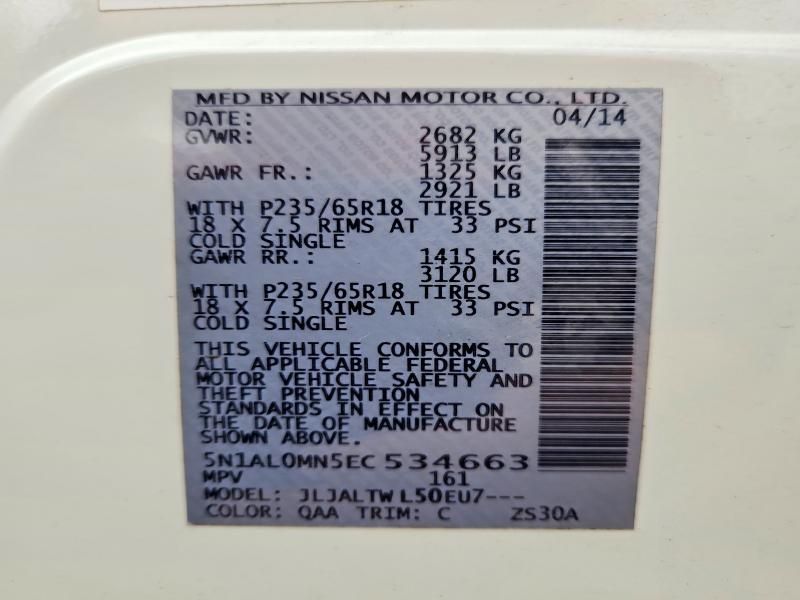 MFD BY NISSAN MOTOR CO., LTD.
DATE: 04/14
GVWR: 2682 KG
5913 LB
GAWR FR.: 1325 KG
2921 LB
WITH P235/65R18 TIRES
18 X 7.5 RIMS AT 33 PSI
COLD SINGLE
GAWR RR.: 1415 KG
3120 LB
WITH P235/65R18 TIRES
18 X 7.5 RIMS AT 33 PSI
COLD SINGLE
THIS VEHICLE CONFORMS TO
ALL APPLICABLE FEDERAL
MOTOR VEHICLE SAFETY AND
THEFT PREVENTION
STANDARDS IN EFFECT ON
THE DATE OF MANUFACTURE
SHOWN ABOVE.
5N1AL0MN5EC534663
MPV 161
MODEL: JLJALTWL50EU7---
COLOR: QAA TRIM: C ZS30A